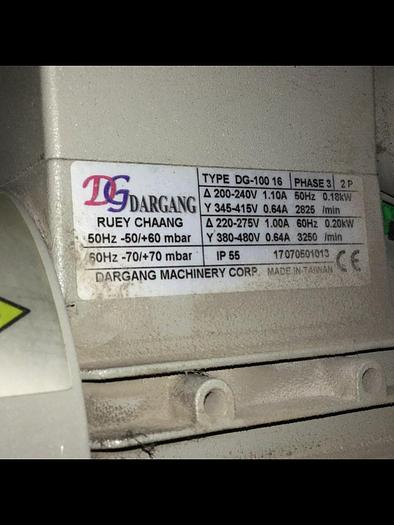 TYPE DG-100 16 PHASE 3 2 P
DG DARGANG
Δ 200-240V 1.10A 50Hz 0.18kW
Y 345-415V 0.64A 2825 /min
RUEY CHAANG
Δ 220-275V 1.00A 60Hz 0.20kW
50Hz -50/+60 mbar
Y 380-480V 0.64A 3250 /min
60Hz -70/+70 mbar
IP 55 17070501013 CE
DARGANG MACHINERY CORP. MADE IN TAIWAN